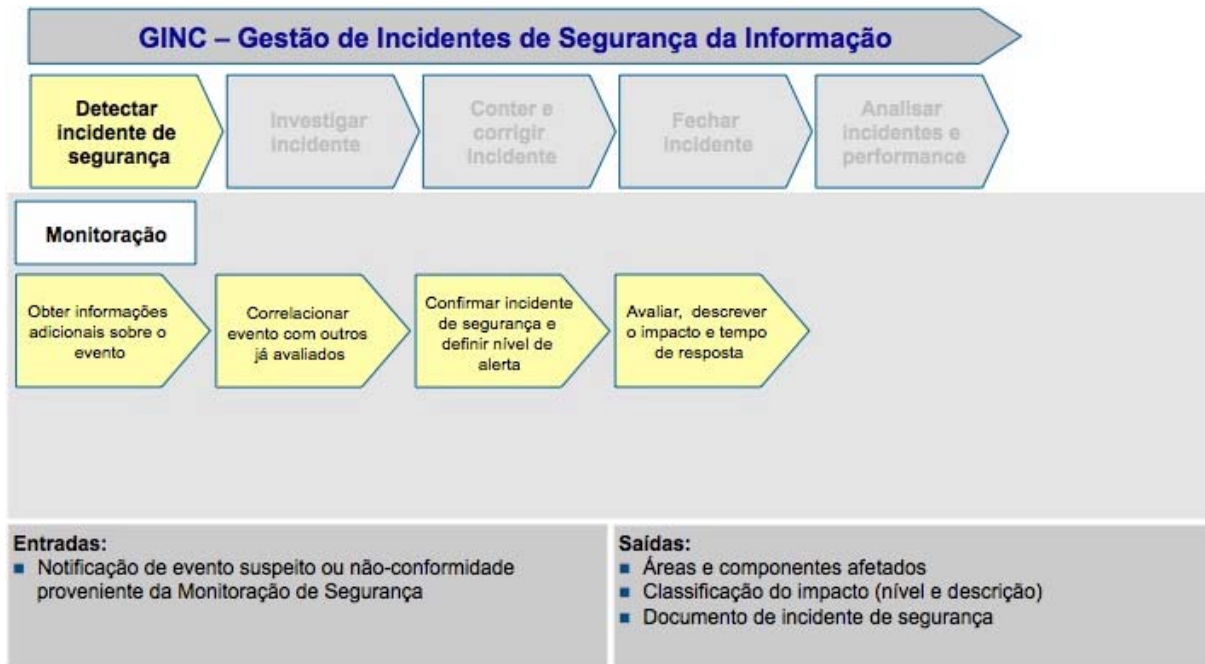 GINC – Gestão de Incidentes de Segurança da Informação
Detectar
incidente de
segurança
Investigar
Incidente
Conter e
corrigir
Incidente
Fechar
Incidente
Analisar
incidentes e
performance
Monitoração
Obter informações
adicionais sobre o
evento
Correlacionar
evento com outros
já avaliados
Confirmar incidente
de segurança e
definir nível de
alerta
Avaliar, descrever
o impacto e tempo
de resposta
Entradas:
Notificação de evento suspeito ou não-conformidade
proveniente da Monitoração de Segurança
Saídas:
Áreas e componentes afetados
Classificação do impacto (nível e descrição)
Documento de incidente de segurança